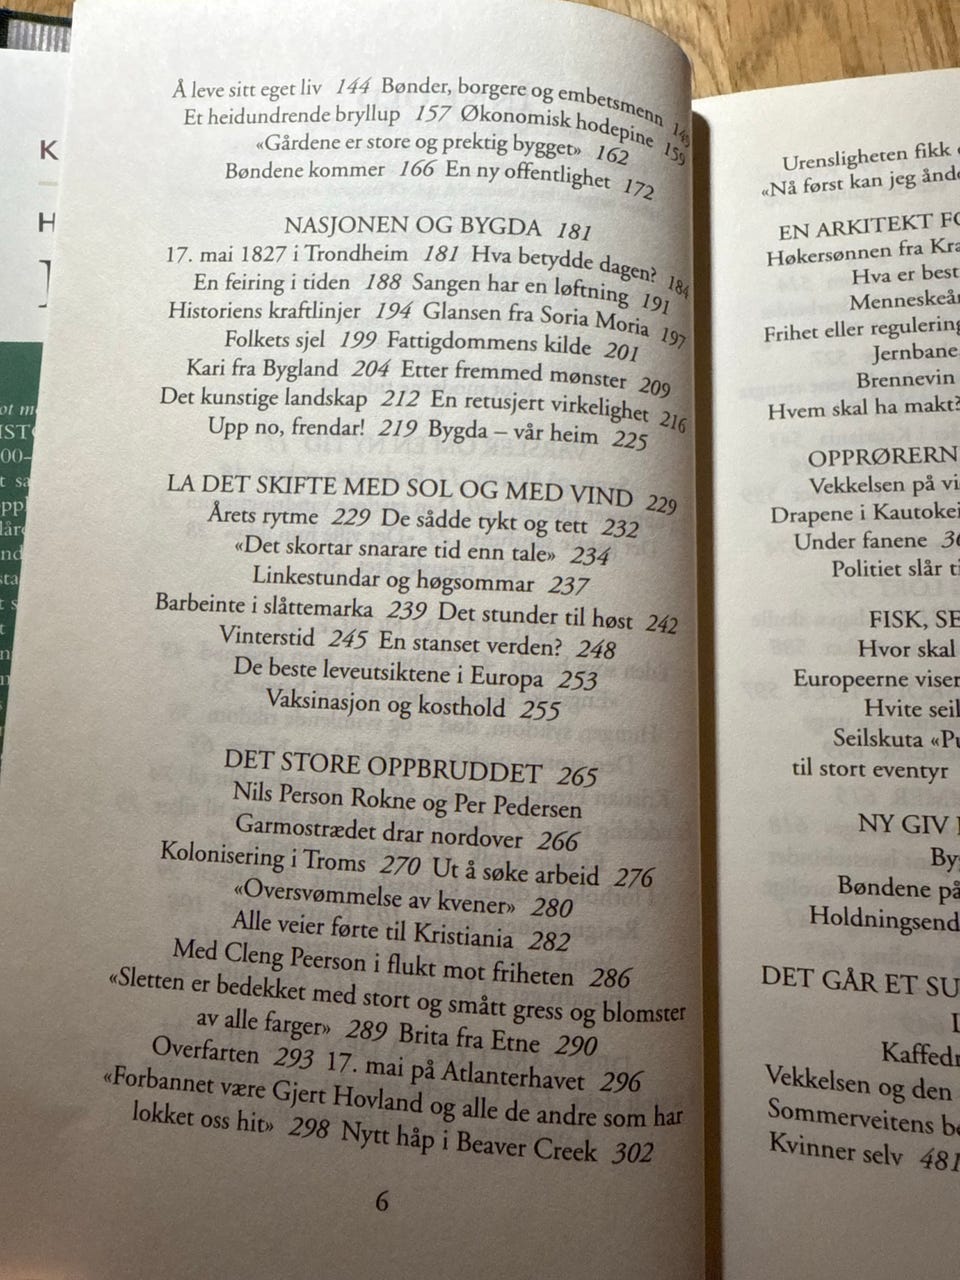 Å leve sitt eget liv 144 Bønder, borgere og embetsmenn 149
Et heidundrende bryllup 157 Økonomisk hodepine 159
«Gårdene er store og prektig bygget» 162
Bøndene kommer 166 En ny offentlighet 172
NASJONEN OG BYGDA 181
17. mai 1827 i Trondheim 181 Hva betydde dagen? 184
En feiring i tiden 188 Sangen har en løftning 191
Historiens kraftlinjer 194 Glansen fra Soria Moria 197
Folkets sjel 199 Fattigdommens kilde 201
Kari fra Bygland 204 Etter fremmed mønster 209
Det kunstige landskap 212 En retusjert virkelighet 216
Upp no, frendar! 219 Bygda – vår heim 225
LA DET SKIFTE MED SOL OG MED VIND 229
Årets rytme 229 De sådde tykt og tett 232
«Det skortar snarare tid enn tale» 234
Linkestundar og høgsommar 237
Barbeinte i slåttemarka 239 Det stunder til høst 242
Vinterstid 245 En stanset verden? 248
De beste leveutsiktene i Europa 253
Vaksinasjon og kosthold 255
DET STORE OPPBRUDDET 265
Nils Person Rokne og Per Pedersen
Garmostrædet drar nordover 266
Kolonisering i Troms 270 Ut å søke arbeid 276
«Oversvømmelse av kvener» 280
Alle veier førte til Kristiania 282
Med Cleng Peerson i flukt mot friheten 286
«Sletten er bedekket med stort og smått gress og blomster
av alle farger» 289 Brita fra Etne 290
Overfarten 293 17. mai på Atlanterhavet 296
«Forbannet være Gjert Hovland og alle de andre som har
lokket oss hit» 298 Nytt håp i Beaver Creek 302
6
Urensligheten fikk
«Nå først kan jeg ånde
EN ARKITEKT
Høkersønnen fra
Hva er best
Frihet eller regulering
Jernbane
Brennevin
Hvem skal ha makt?
OPPRØRERN
Vekkelsen på
Drapene i Kautokei
Under fanene
Politiet slår
FISK,
Hvor skal
Europeerne viser
Hvite seil
Seilskuta
til stort eventyr
NY GIV
Bøndene på
Holdningsend
DET GÅR ET
Vekkelsen og den
Sommerveitens
Kvinner selv 481